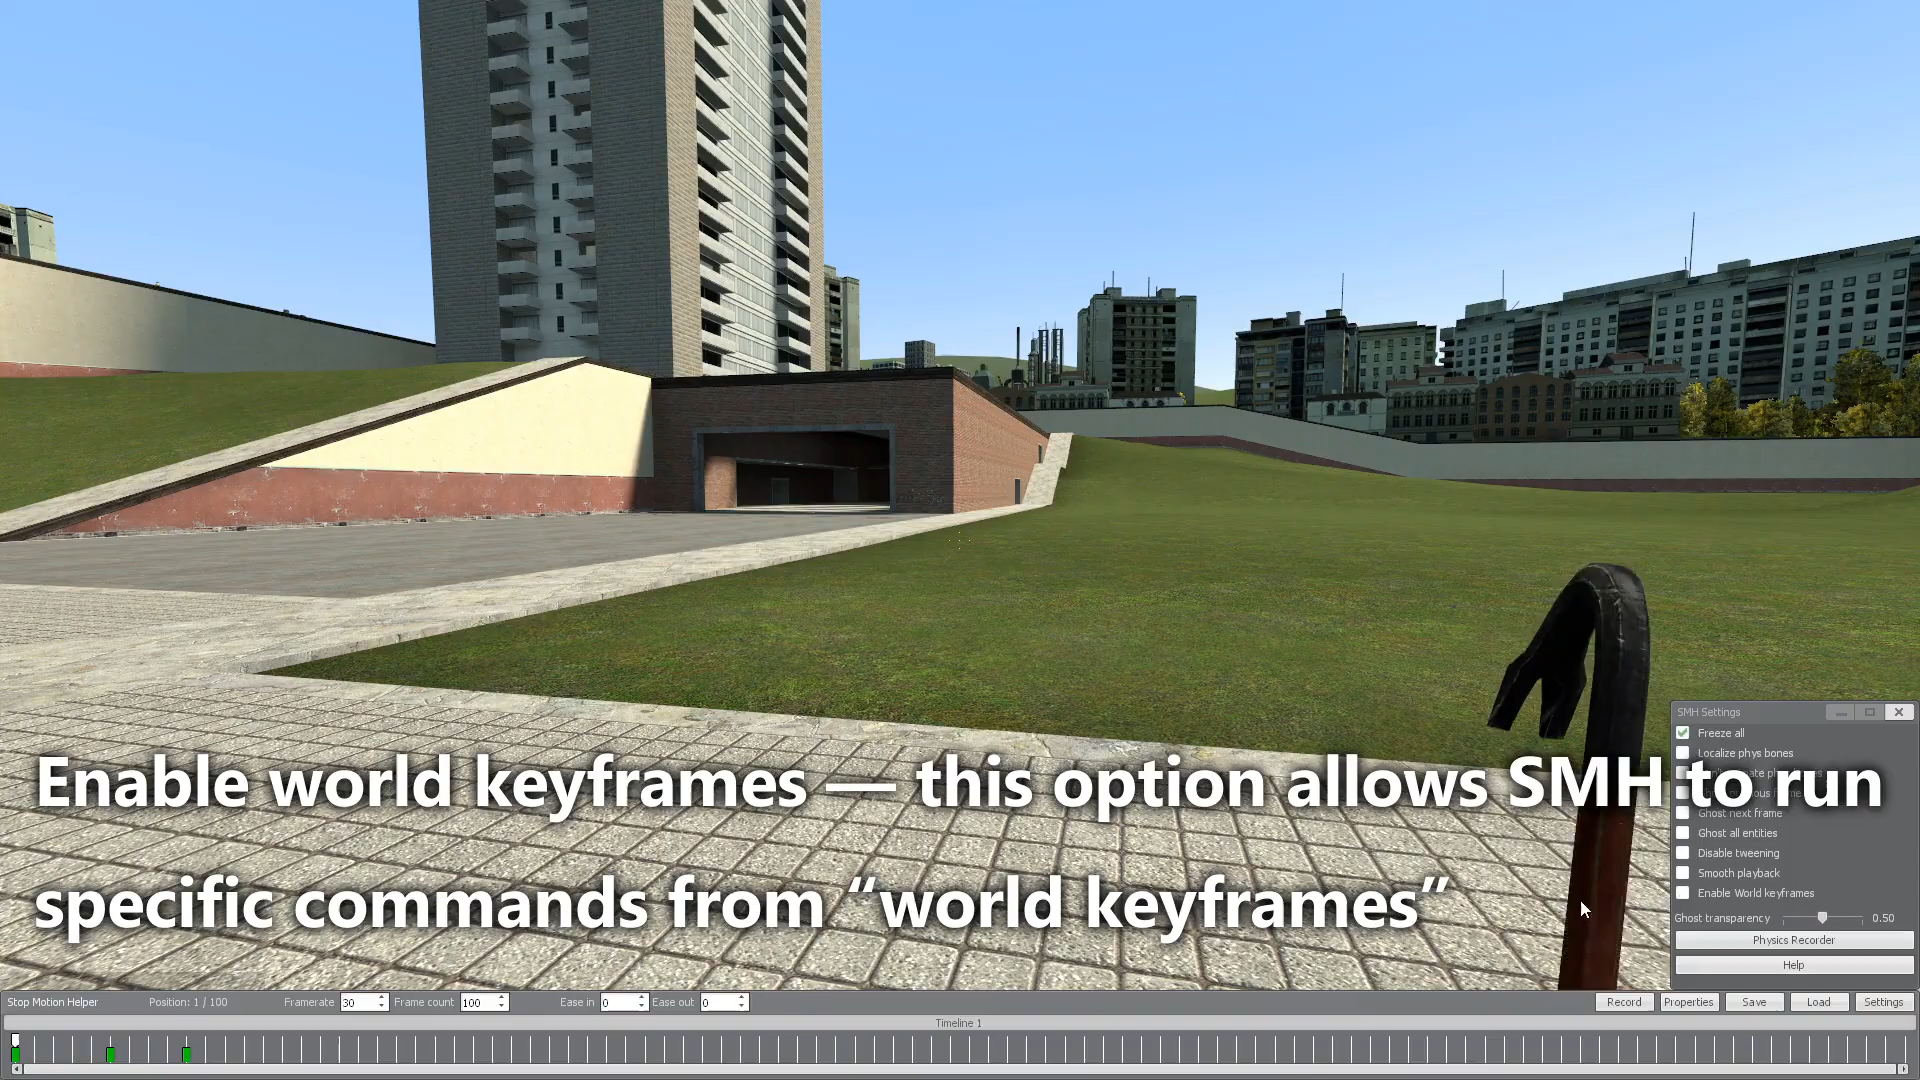 SMH Settings
Freeze all
Localize phys bones
Enable world keyframes — this option allows SMH to run
Ghost next frame
Ghost all entities
Disable tweening
Smooth playback
Enable World keyframes
specific commands from “world keyframes”
Ghost transparency 0.50
Physics Recorder
Help
Stop Motion Helper Position: 1 / 100 Framerate 30 Frame count 100 Ease in 0 Ease out 0 Record Properties Save Load Settings
Timeline 1